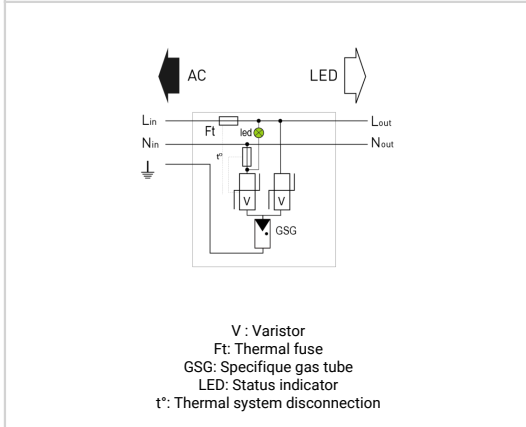 AC LED
Lin Lout
Ft led
Nin Nout
t°
V V
GSG
V : Varistor
Ft: Thermal fuse
GSG: Specifique gas tube
LED: Status indicator
t°: Thermal system disconnection